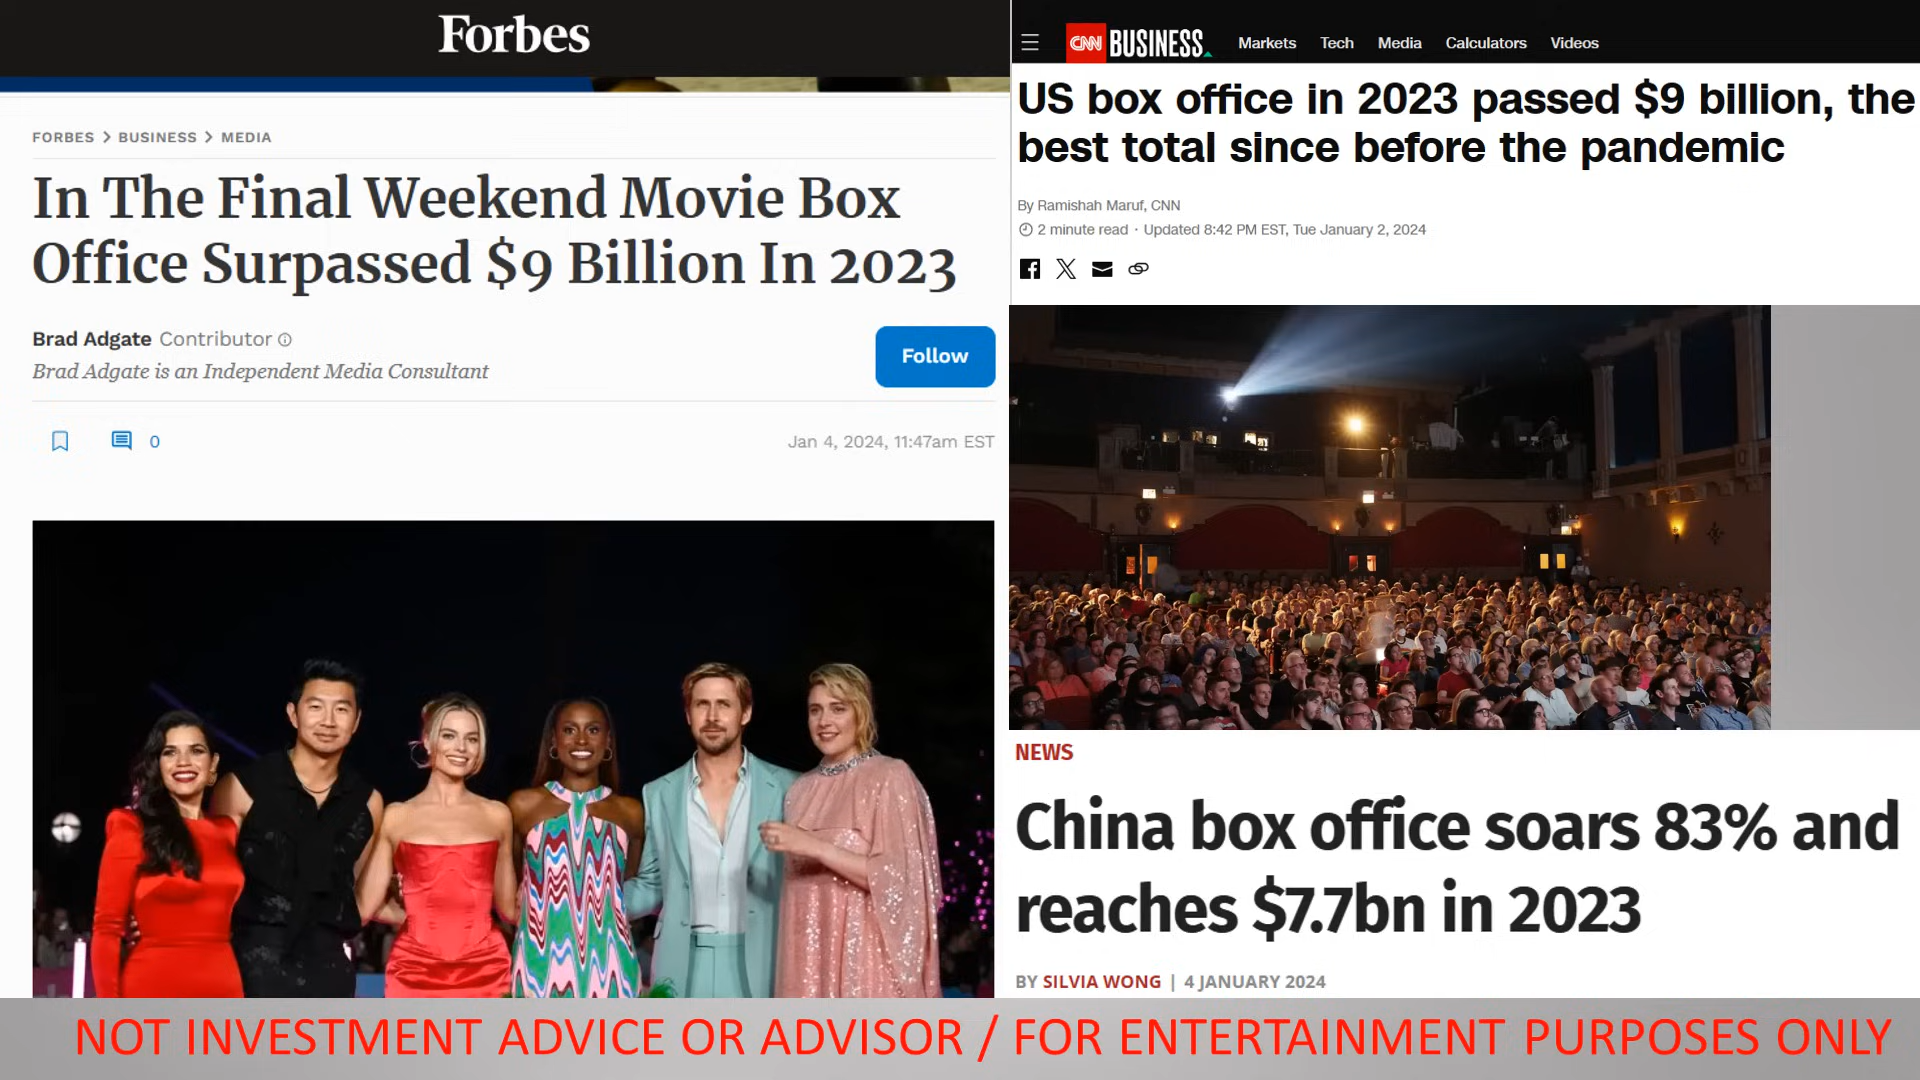 Forbes
FORBES > BUSINESS > MEDIA
In The Final Weekend Movie Box
Office Surpassed $9 Billion In 2023
Brad Adgate Contributor
Brad Adgate is an Independent Media Consultant
Follow
0
Jan 4, 2024, 11:47am EST
CNN BUSINESS
Markets Tech Media Calculators Videos
US box office in 2023 passed $9 billion, the
best total since before the pandemic
By Ramishah Maruf, CNN
2 minute read · Updated 8:42 PM EST, Tue January 2, 2024
NEWS
China box office soars 83% and
reaches $7.7bn in 2023
BY SILVIA WONG | 4 JANUARY 2024
NOT INVESTMENT ADVICE OR ADVISOR / FOR ENTERTAINMENT PURPOSES ONLY